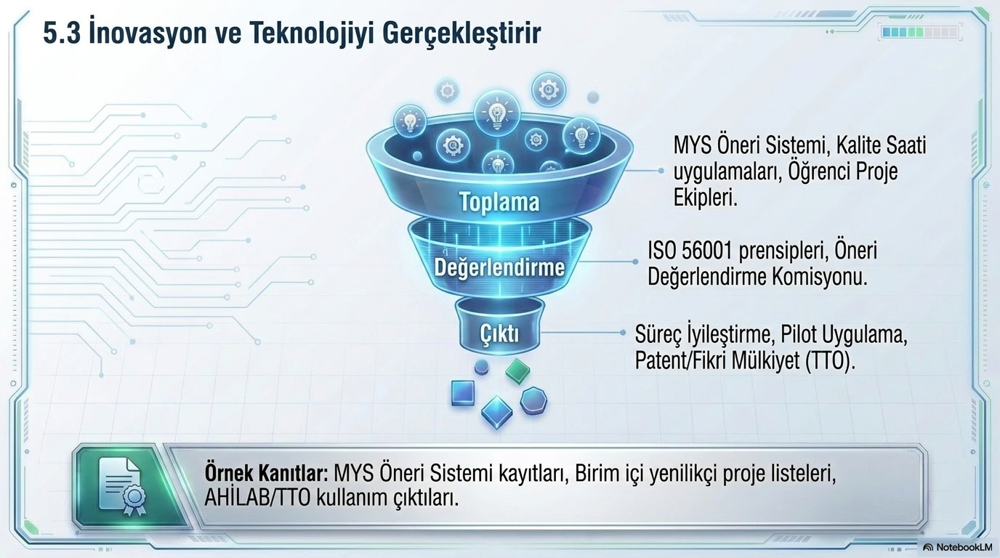 5.3 İnovasyon ve Teknolojiyi Gerçekleştirir
Toplama
MYS Öneri Sistemi, Kalite Saati
uygulamaları, Öğrenci Proje
Ekipleri.
Değerlendirme
ISO 56001 prensipleri, Öneri
Değerlendirme Komisyonu.
Çıktı
Süreç İyileştirme, Pilot Uygulama,
Patent/Fikri Mülkiyet (TTO).
Örnek Kanıtlar: MYS Öneri Sistemi kayıtları, Birim içi yenilikçi proje listeleri,
AHİLAB/TTO kullanım çıktıları.
NotebookLM